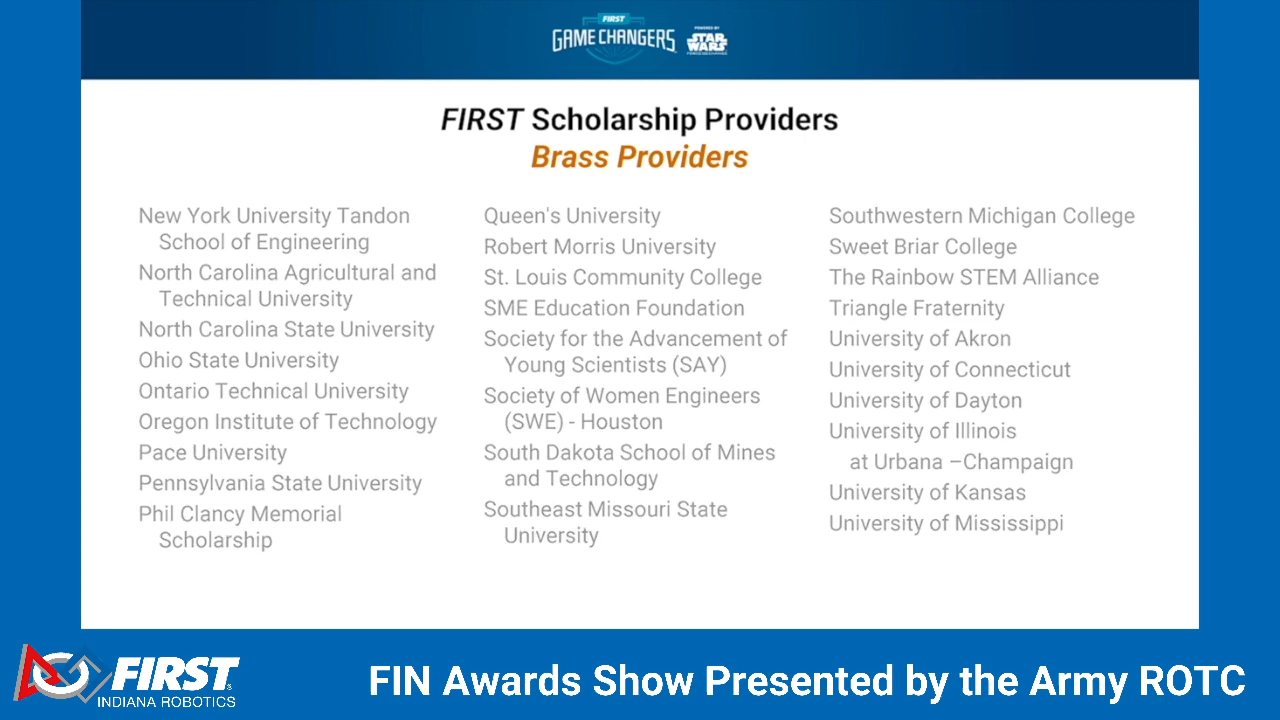 FIRST
GAME CHANGERS
POWERED BY
STAR
WARS
FORCE FOR CHANGE
FIRST Scholarship Providers
Brass Providers
New York University Tandon
School of Engineering
North Carolina Agricultural and
Technical University
North Carolina State University
Ohio State University
Ontario Technical University
Oregon Institute of Technology
Pace University
Pennsylvania State University
Phil Clancy Memorial
Scholarship
Queen's University
Robert Morris University
St. Louis Community College
SME Education Foundation
Society for the Advancement of
Young Scientists (SAY)
Society of Women Engineers
(SWE) - Houston
South Dakota School of Mines
and Technology
Southeast Missouri State
University
Southwestern Michigan College
Sweet Briar College
The Rainbow STEM Alliance
Triangle Fraternity
University of Akron
University of Connecticut
University of Dayton
University of Illinois
at Urbana –Champaign
University of Kansas
University of Mississippi
FIRST
INDIANA ROBOTICS
FIN Awards Show Presented by the Army ROTC